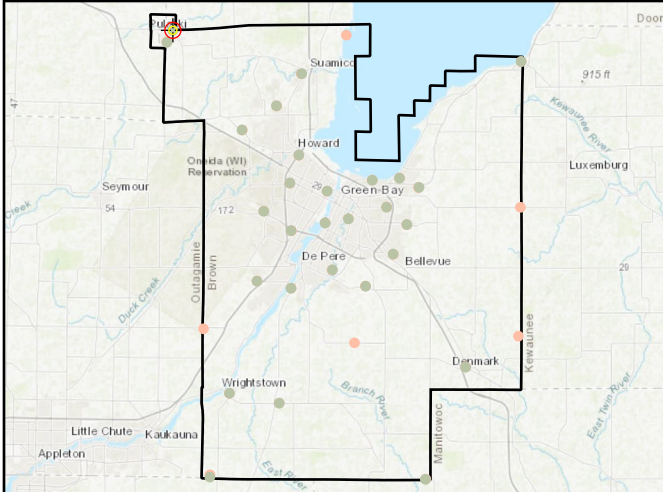 Pulaski
Door
Suamico
915 ft
47
Kewaunee
River
Howard
Oneida (WI)
Reservation
Luxemburg
Seymour
29
Green Bay
Creek
54
172
De Pere
Bellevue
29
Outagamie
Brown
Duck Creek
Kewaunee
Denmark
Wrightstown
Branch
River
East Twin River
Little Chute
Kaukauna
Manitowoc
Appleton
East River